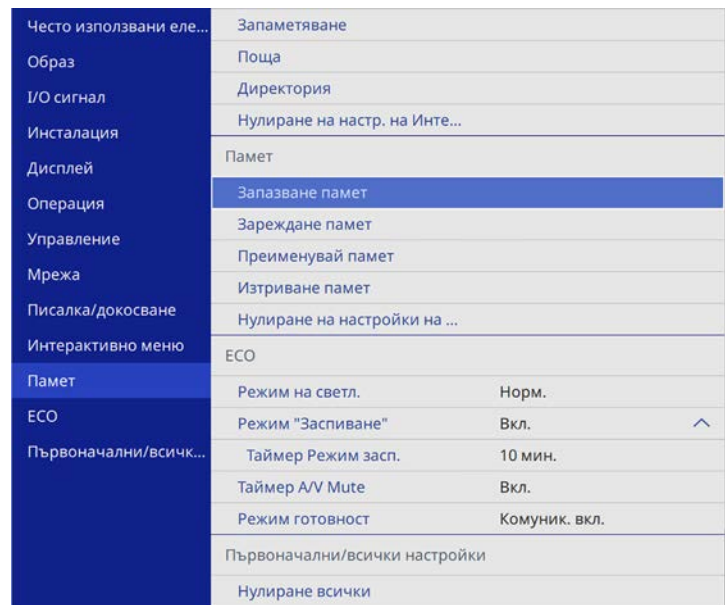 Често използвани еле...
Образ
I/O сигнал
Инсталация
Дисплей
Операция
Управление
Мрежа
Писалка/докосване
Интерактивно меню
Памет
ECO
Първоначални/всичк...
Запаметяване
Поща
Директория
Нулиране на настр. на Инте...
Памет
Запазване памет
Зареждане памет
Преименувай памет
Изтриване памет
Нулиране на настройки на ...
ECO
Режим на светл. Норм.
Режим "Заспиване" Вкл.
Таймер Режим засп. 10 мин.
Таймер A/V Mute Вкл.
Режим готовност Комуник. вкл.
Първоначални/всички настройки
Нулиране всички